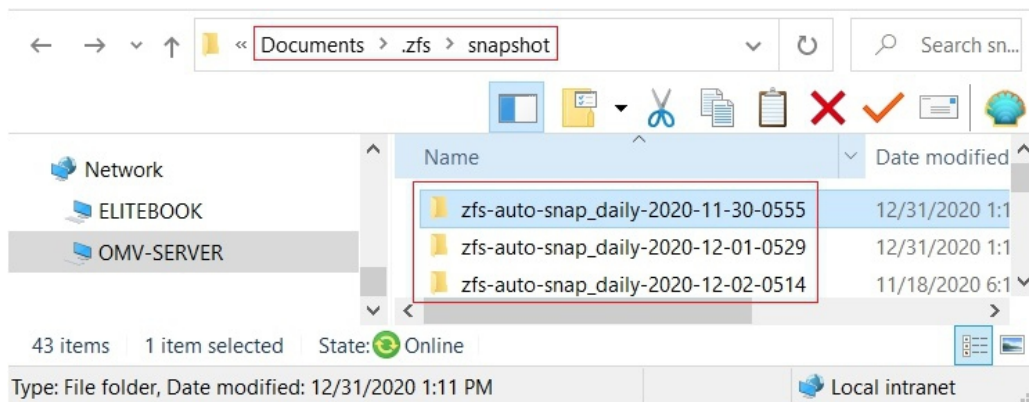 « Documents > .zfs > snapshot
Search sn...
Network
ELITEBOOK
OMV-SERVER
Name
Date modified
zfs-auto-snap_daily-2020-11-30-0555
12/31/2020 1:1
zfs-auto-snap_daily-2020-12-01-0529
12/31/2020 1:1
zfs-auto-snap_daily-2020-12-02-0514
11/18/2020 6:1
43 items
1 item selected
State: Online
Type: File folder, Date modified: 12/31/2020 1:11 PM
Local intranet